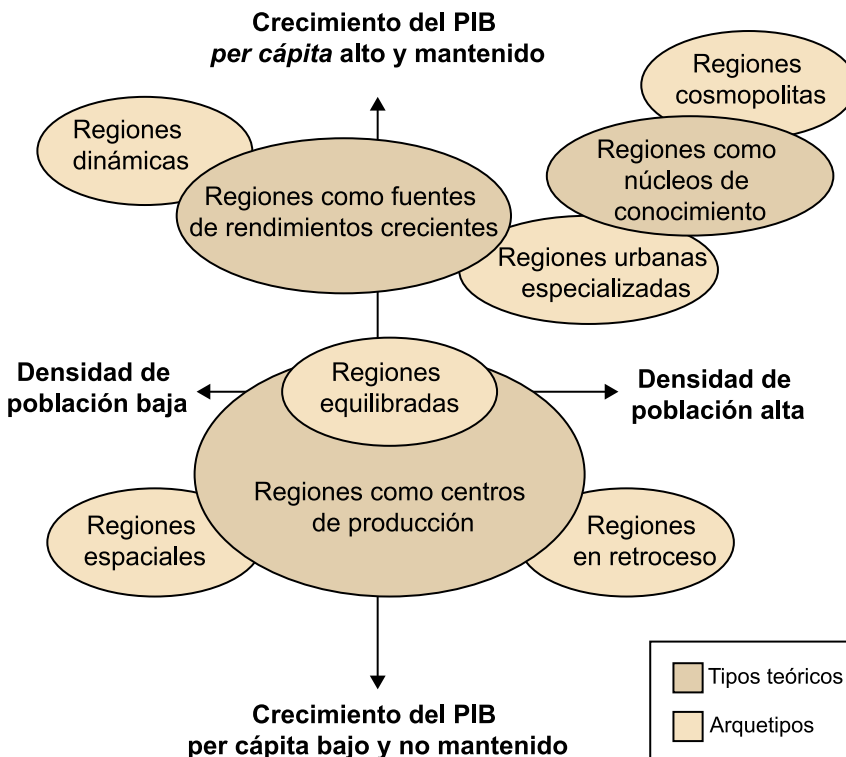 Crecimiento del PIB
per cápita alto y mantenido
Regiones
cosmopolitas
Regiones
dinámicas
Regiones como
núcleos de
conocimiento
Regiones como fuentes
de rendimientos crecientes
Regiones urbanas
especializadas
Densidad de
población baja
Regiones
equilibradas
Densidad de
población alta
Regiones como centros
de producción
Regiones
espaciales
Regiones
en retroceso
Crecimiento del PIB
per cápita bajo y no mantenido
Tipos teóricos
Arquetipos